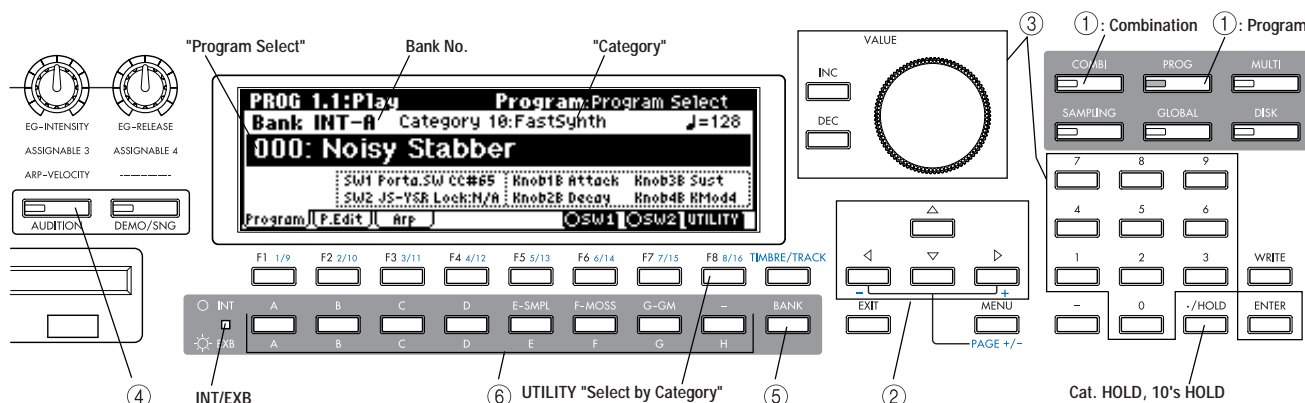 ①: Combination ①: Program
③
"Program Select" Bank No. "Category"
VALUE
INC
DEC
COMBI PROG MULTI
SAMPLING GLOBAL DISK
EG-INTENSITY EG-RELEASE
ASSIGNABLE 3 ASSIGNABLE 4
ARP-VELOCITY ---------------
AUDITION DEMO/SNG
PROG 1.1:Play Program:Program Select
Bank INT-A Category 10:FastSynth ♩=128
000: Noisy Stabber
SW1 Porta.SW CC#65 Knob1B Attack Knob3B Sust
SW2 JS-Y&R Lock:N/A Knob2B Decay Knob4B KMod4
Program P.Edit Arp SW1 SW2 UTILITY
F1 1/9 F2 2/10 F3 3/11 F4 4/12 F5 5/13 F6 6/14 F7 7/15 F8 8/16 TIMBRE/TRACK
INT A B C D E-SMPL F-MOSS G-GM – BANK
EXB A B C D E F G H
7 8 9
4 5 6
1 2 3 WRITE
– 0 ·/HOLD ENTER
– +
EXIT MENU
PAGE +/–
④ INT/EXB ⑥ UTILITY "Select by Category" ⑤ ② Cat. HOLD, 10's HOLD